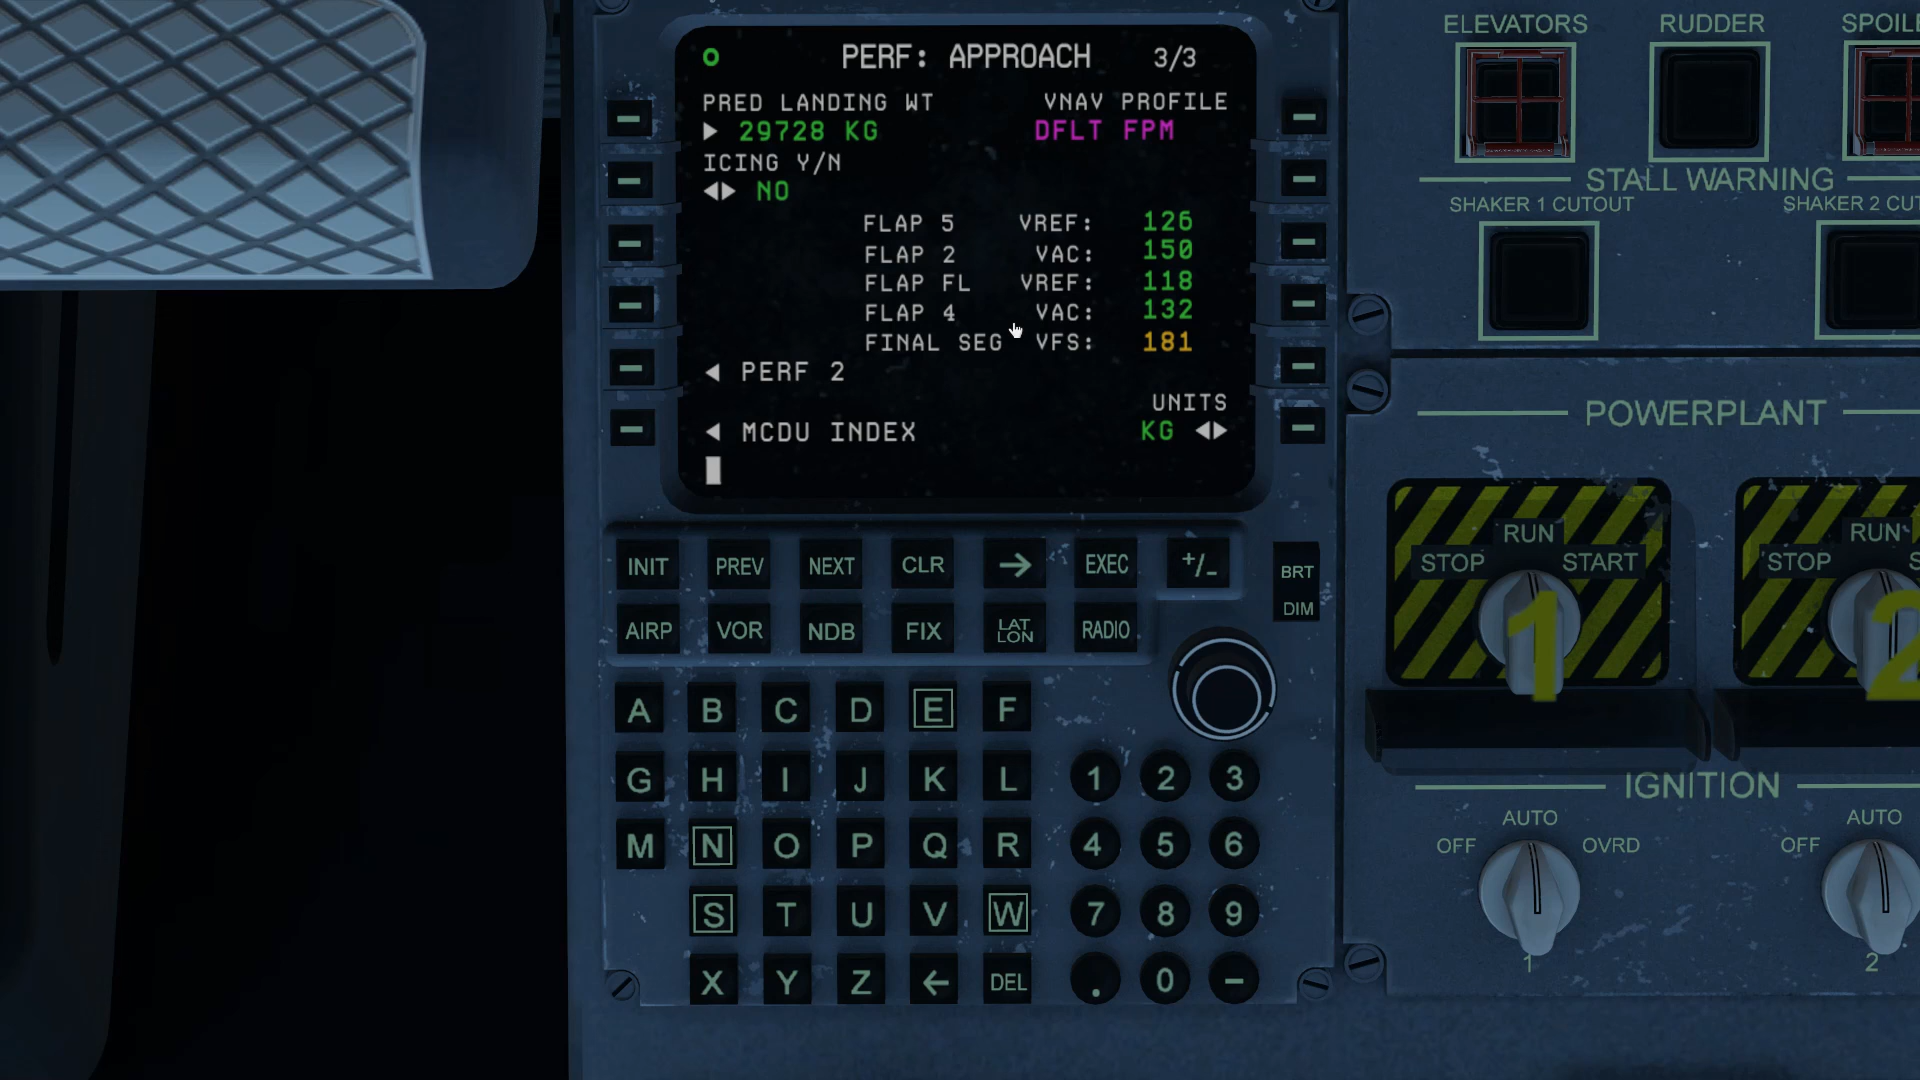 PERF: APPROACH 3/3
PRED LANDING WT VNAV PROFILE
29728 KG DFLT FPM
ICING Y/N
NO
FLAP 5 VREF: 126
FLAP 2 VAC: 150
FLAP FL VREF: 118
FLAP 4 VAC: 132
FINAL SEG VFS: 181
PERF 2
UNITS
MCDU INDEX KG
INIT PREV NEXT CLR → EXEC +/-
BRT
DIM
AIRP VOR NDB FIX LAT LON RADIO
A B C D E F
G H I J K L 1 2 3
M N O P Q R 4 5 6
S T U V W 7 8 9
X Y Z ← DEL . 0 -
ELEVATORS RUDDER
STALL WARNING
SHAKER 1 CUTOUT SHAKER 2
POWERPLANT
RUN RUN
STOP START STOP
1 2
IGNITION
AUTO AUTO
OFF OVRD OFF
1 2